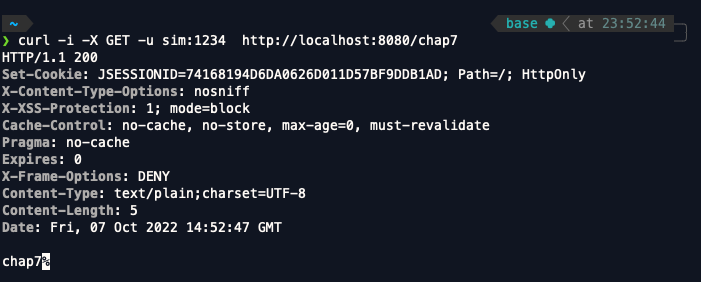 ~ base at 23:52:44
❯ curl -i -X GET -u sim:1234  http://localhost:8080/chap7
HTTP/1.1 200
Set-Cookie: JSESSIONID=74168194D6DA0626D011D57BF9DDB1AD; Path=/; HttpOnly
X-Content-Type-Options: nosniff
X-XSS-Protection: 1; mode=block
Cache-Control: no-cache, no-store, max-age=0, must-revalidate
Pragma: no-cache
Expires: 0
X-Frame-Options: DENY
Content-Type: text/plain;charset=UTF-8
Content-Length: 5
Date: Fri, 07 Oct 2022 14:52:47 GMT
chap7%